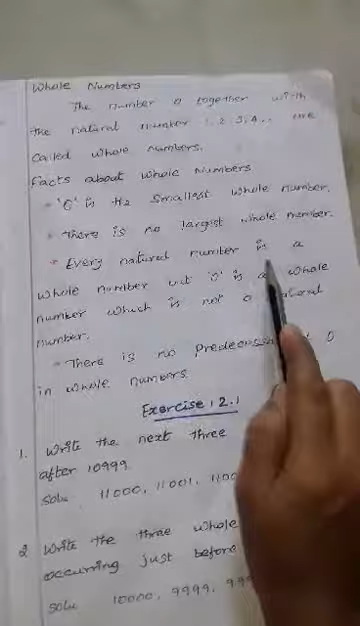 Whole Numbers
The number 0 together with
the natural number 1, 2, 3, 4.. are
called whole numbers.
Facts about whole Numbers
* '0' is the smallest whole number.
* There is no largest whole number.
* Every natural number is a
whole number but '0' is a whole
number which is not a
number.
* There is no 0
in whole numbers
Exercise : 2.1
1. Write the next three
after 10999
Solu 11000, 11001,
2 Write the three whole
occurring just before
Solu 10000, 9999,